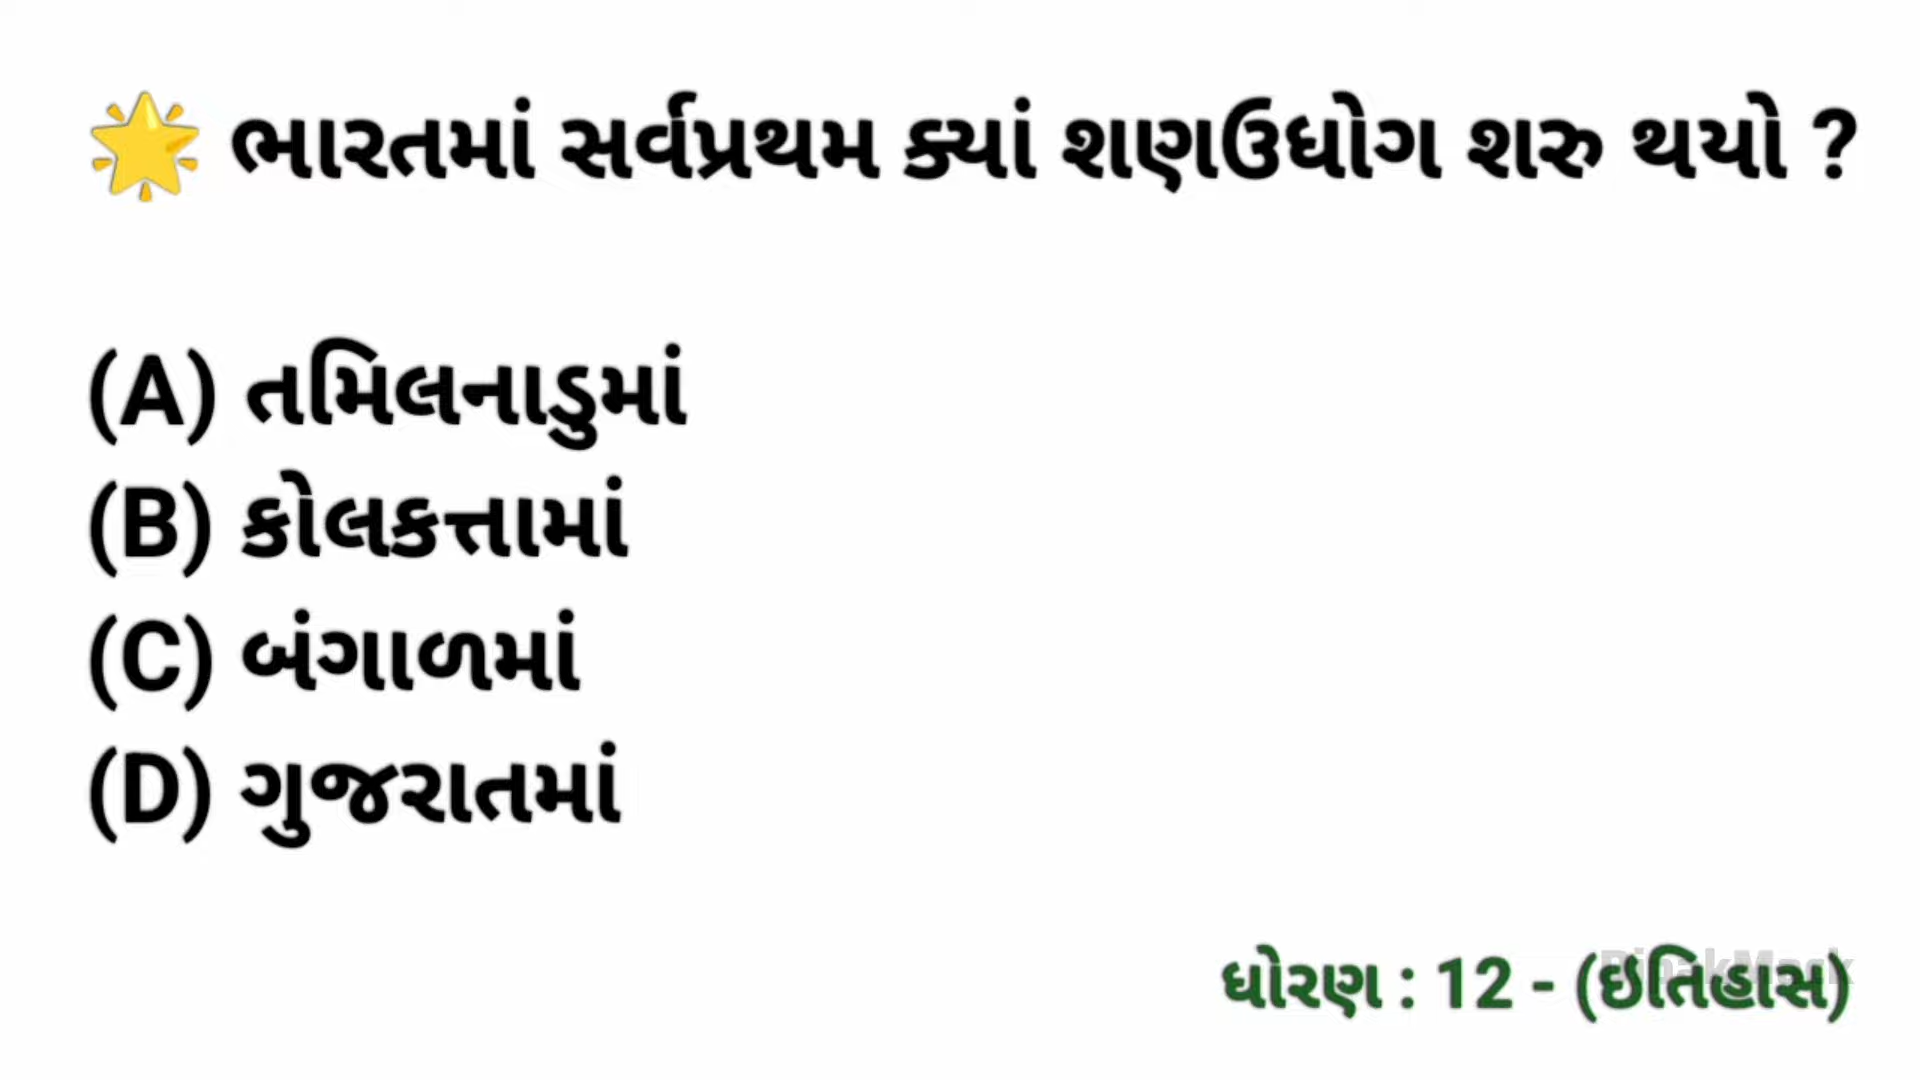 🌟 ભારતમાં સર્વપ્રથમ ક્યાં શણઉધોગ શરુ થયો ?
(A) તમિલનાડુમાં
(B) કોલકત્તામાં
(C) બંગાળમાં
(D) ગુજરાતમાં
ધોરણ : 12 - (ઇતિહાસ)